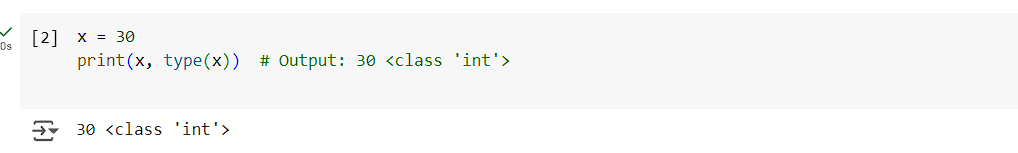 [2] x = 30
0s
print(x, type(x))  # Output: 30 <class 'int'>
30 <class 'int'>